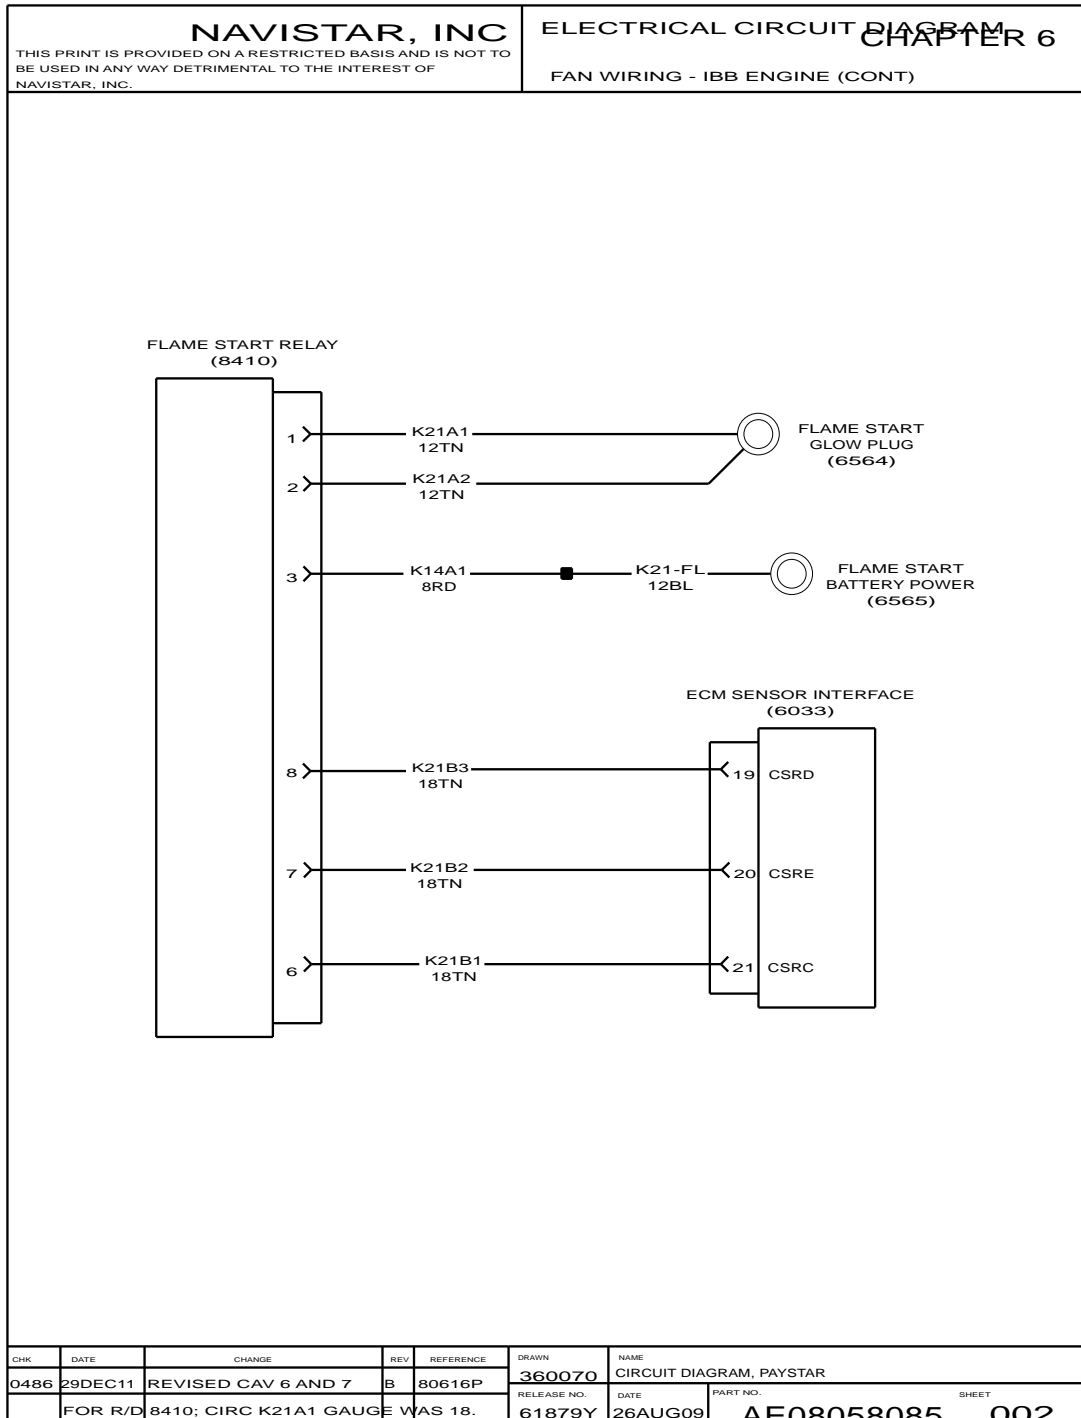 NAVISTAR, INC
THIS PRINT IS PROVIDED ON A RESTRICTED BASIS AND IS NOT TO
BE USED IN ANY WAY DETRIMENTAL TO THE INTEREST OF
NAVISTAR, INC.
ELECTRICAL CIRCUIT DIAGRAM
CHAPTER 6
FAN WIRING - IBB ENGINE (CONT)
FLAME START RELAY
(8410)
1
K21A1
12TN
FLAME START
GLOW PLUG
(6564)
2
K21A2
12TN
3
K14A1
8RD
K21-FL
12BL
FLAME START
BATTERY POWER
(6565)
ECM SENSOR INTERFACE
(6033)
8
K21B3
18TN
19 CSRD
7
K21B2
18TN
20 CSRE
6
K21B1
18TN
21 CSRC
CHK DATE CHANGE REV REFERENCE
0486 29DEC11 REVISED CAV 6 AND 7 B 80616P
FOR R/D 8410; CIRC K21A1 GAUGE WAS 18.
DRAWN
360070
NAME
CIRCUIT DIAGRAM, PAYSTAR
RELEASE NO.
61879Y
DATE
26AUG09
PART NO.
AE08058085
SHEET
002